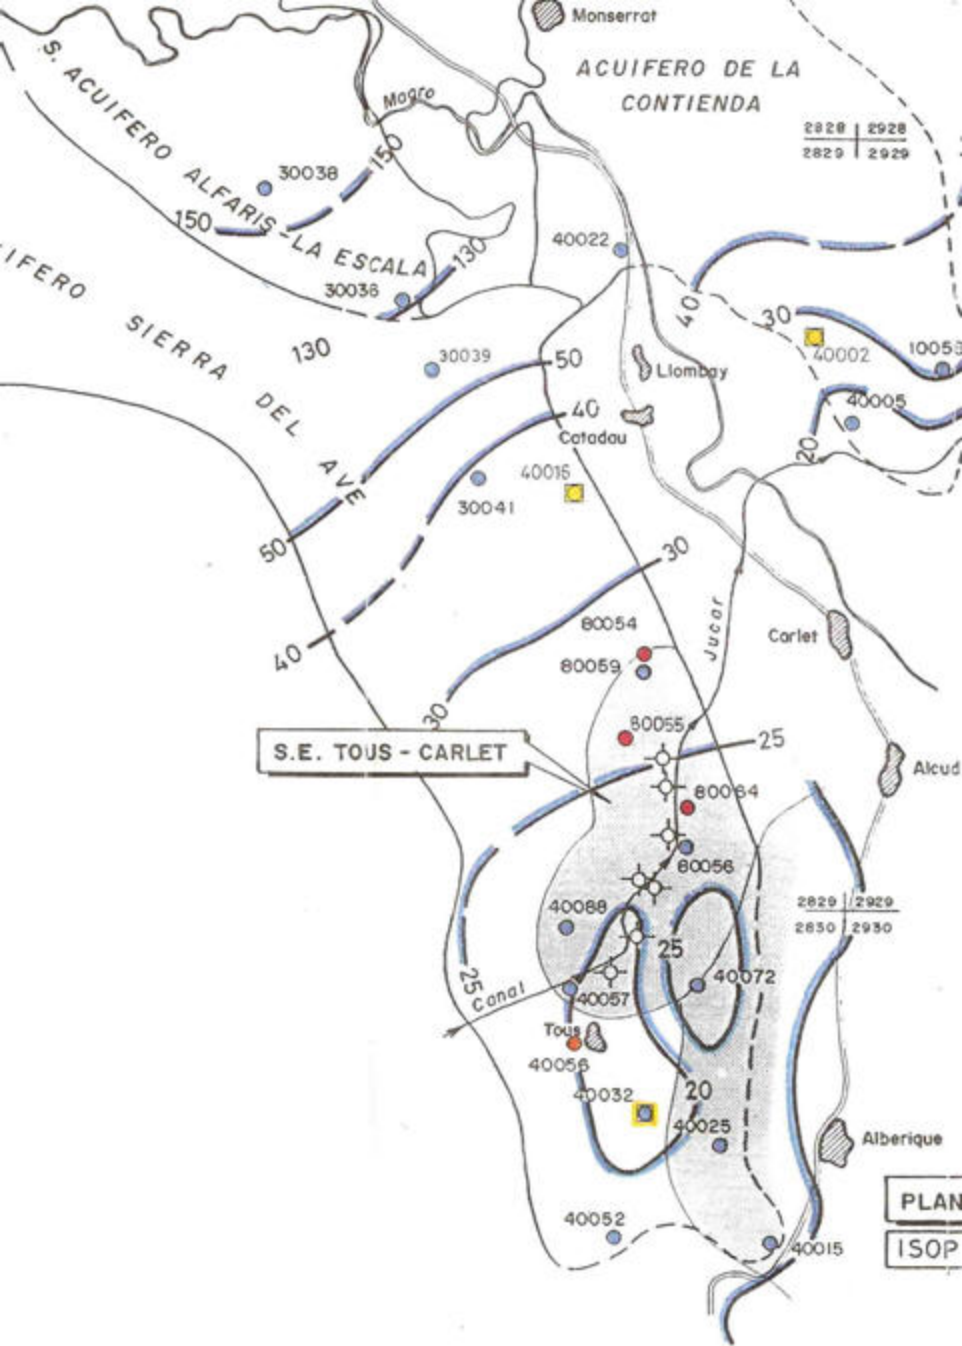 Monserrat
ACUIFERO DE LA
CONTIENDA
Magro
2828 2928
2829 2929
S. ACUIFERO ALFARIS-LA ESCALA
150
30038
150
40022
130
30036
40
30
40002
10058
IFERO SIERRA DEL AVE
130
30039
50
Llombay
40005
40
Catadau
20
40016
30041
50
30
40
80054
Jucar
Carlet
80059
30
80055
25
S.E. TOUS - CARLET
Alcud
80064
80056
2829 2929
2830 2930
40088
25
40072
25
Canal
40057
Tous
40056
40032
20
40025
Alberique
PLAN
40052
40015
ISOP